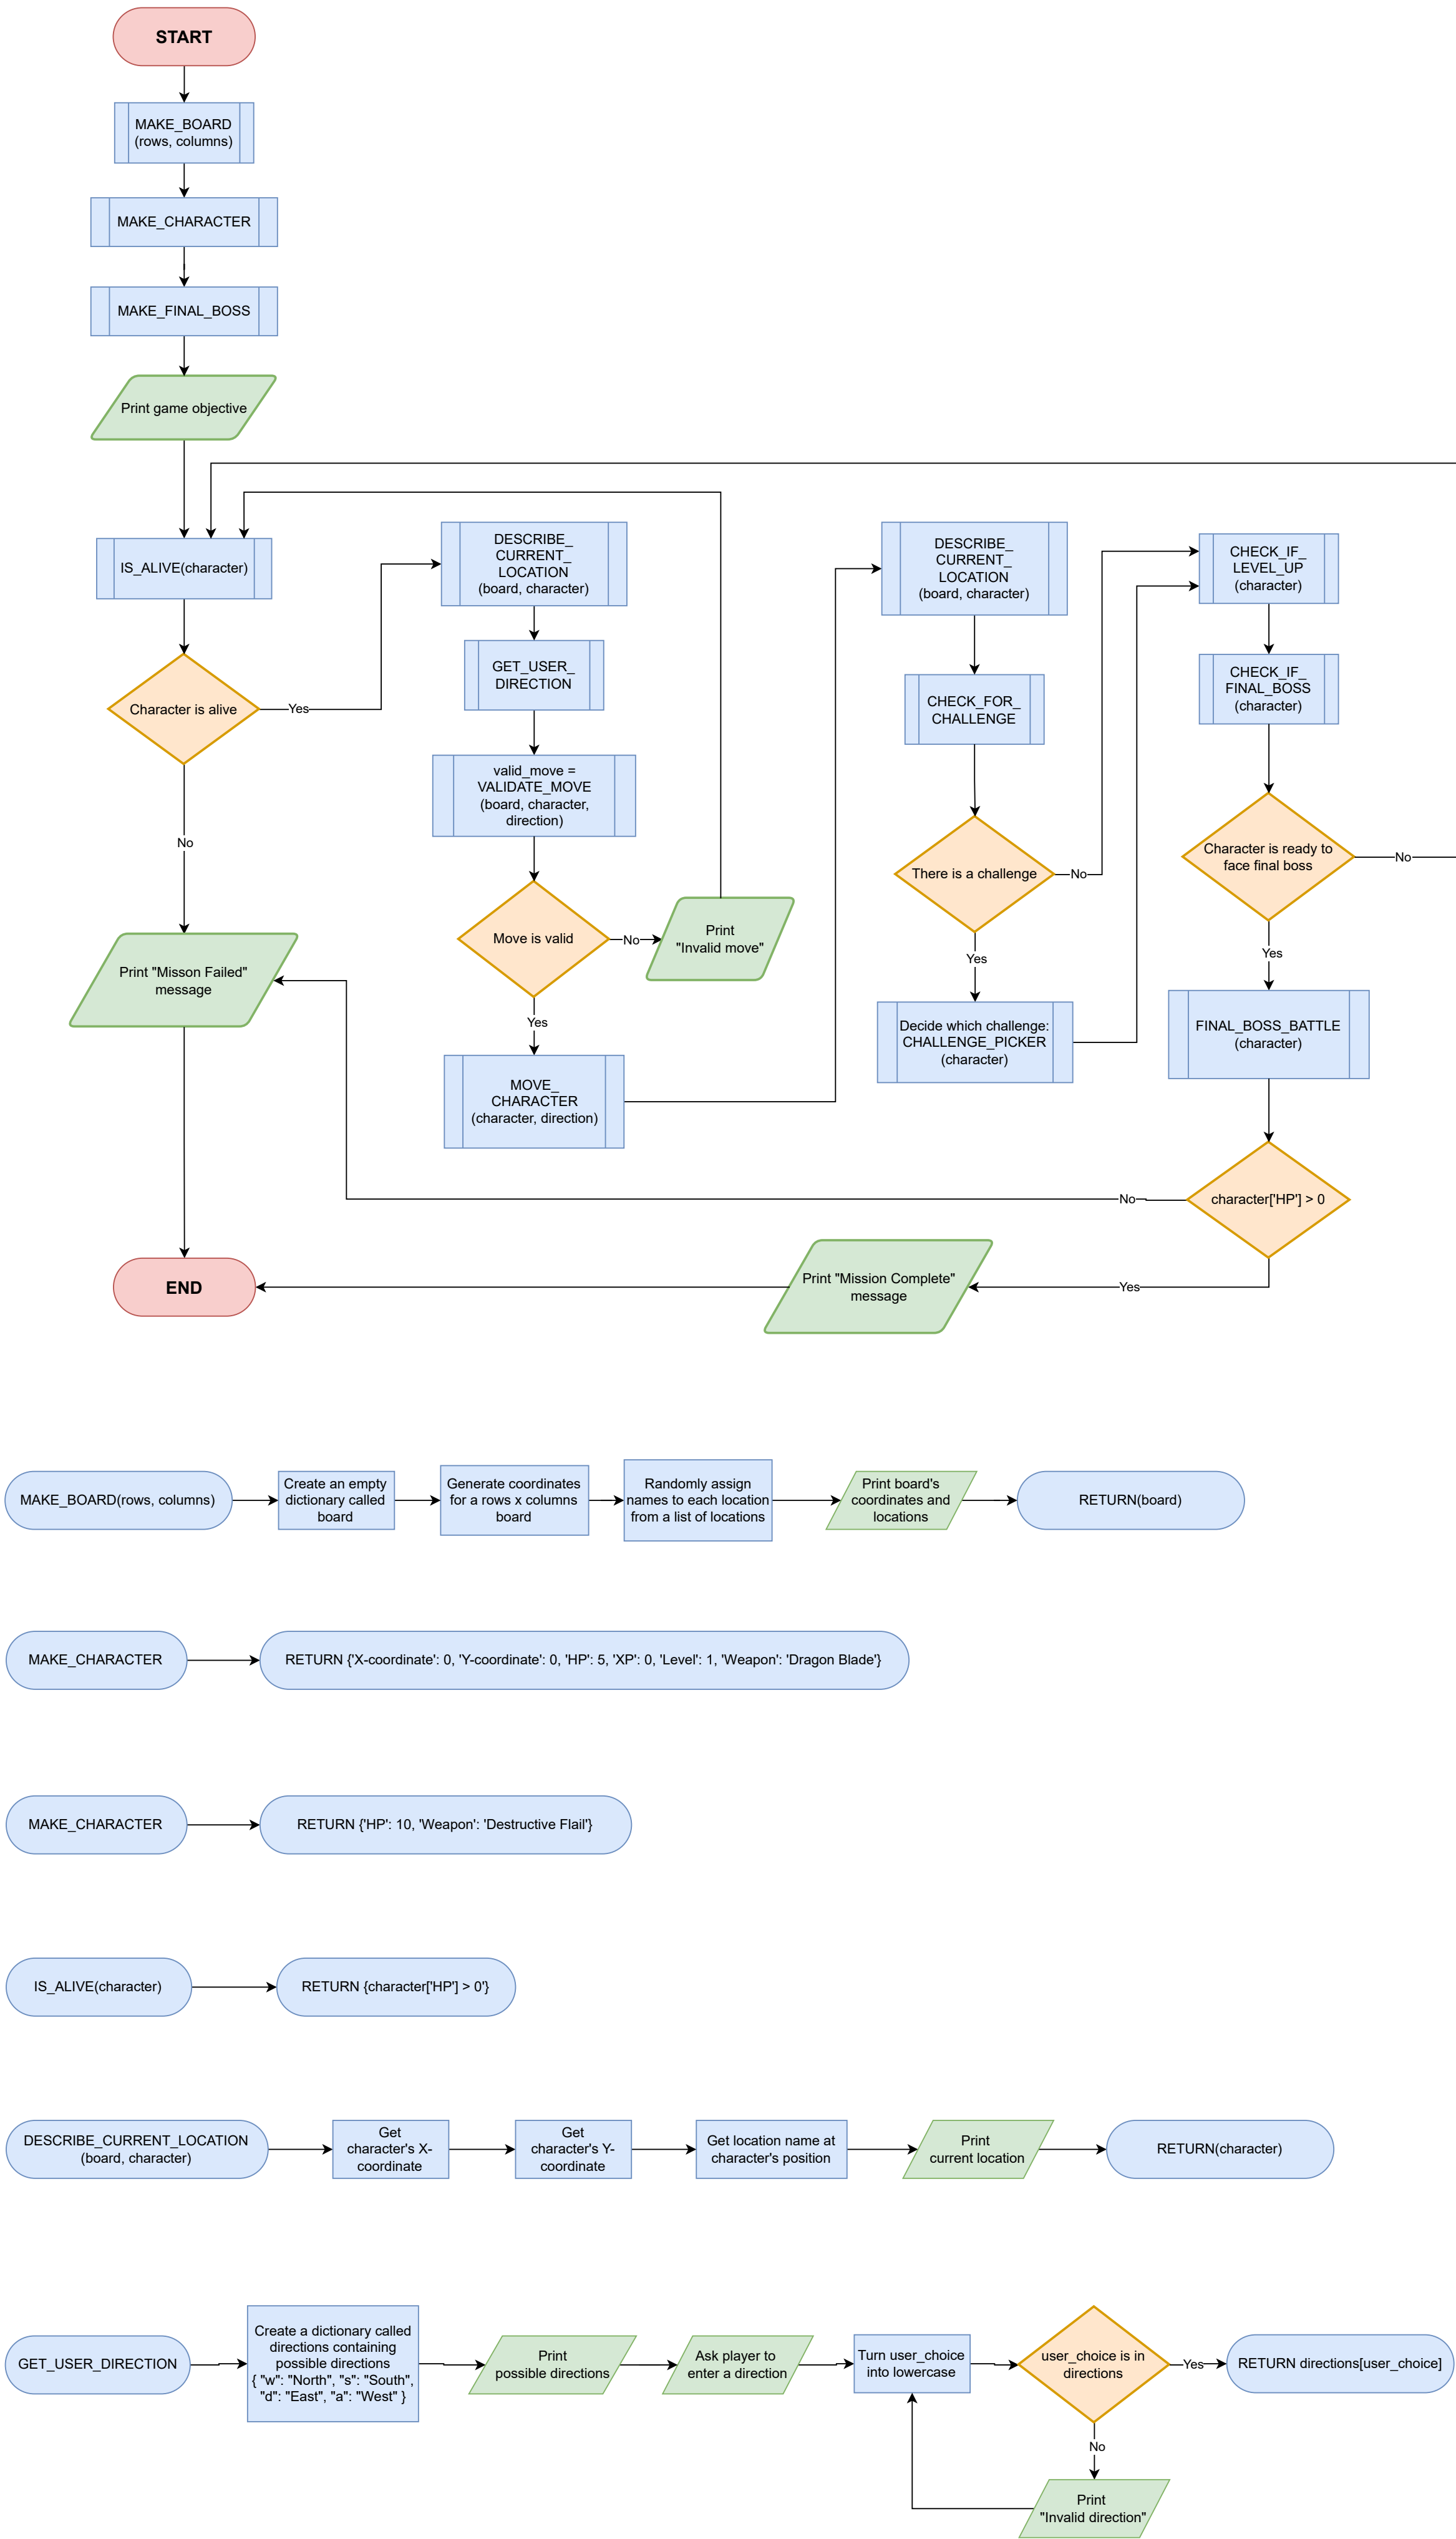 START
MAKE_BOARD
(rows, columns)
MAKE_CHARACTER
MAKE_FINAL_BOSS
Print game objective
IS_ALIVE(character)
Character is alive
Yes
No
Print "Misson Failed"
message
END
DESCRIBE_
CURRENT_
LOCATION
(board, character)
GET_USER_
DIRECTION
valid_move =
VALIDATE_MOVE
(board, character,
direction)
Move is valid
No
Print
"Invalid move"
Yes
MOVE_
CHARACTER
(character, direction)
DESCRIBE_
CURRENT_
LOCATION
(board, character)
CHECK_FOR_
CHALLENGE
There is a challenge
No
Yes
Decide which challenge:
CHALLENGE_PICKER
(character)
CHECK_IF_
LEVEL_UP
(character)
CHECK_IF_
FINAL_BOSS
(character)
Character is ready to
face final boss
No
Yes
FINAL_BOSS_BATTLE
(character)
character['HP'] > 0
No
Yes
Print "Mission Complete"
message
MAKE_BOARD(rows, columns)
Create an empty
dictionary called
board
Generate coordinates
for a rows x columns
board
Randomly assign
names to each location
from a list of locations
Print board's
coordinates and
locations
RETURN(board)
MAKE_CHARACTER
RETURN {'X-coordinate': 0, 'Y-coordinate': 0, 'HP': 5, 'XP': 0, 'Level': 1, 'Weapon': 'Dragon Blade'}
MAKE_CHARACTER
RETURN {'HP': 10, 'Weapon': 'Destructive Flail'}
IS_ALIVE(character)
RETURN {character['HP'] > 0'}
DESCRIBE_CURRENT_LOCATION
(board, character)
Get
character's X-
coordinate
Get
character's Y-
coordinate
Get location name at
character's position
Print
current location
RETURN(character)
GET_USER_DIRECTION
Create a dictionary called
directions containing
possible directions
{ "w": "North", "s": "South",
"d": "East", "a": "West" }
Print
possible directions
Ask player to
enter a direction
Turn user_choice
into lowercase
user_choice is in
directions
Yes
RETURN directions[user_choice]
No
Print
"Invalid direction"